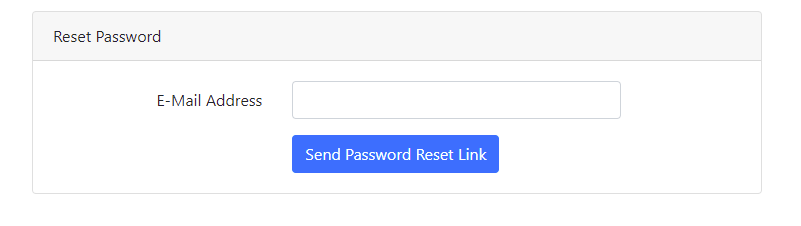 Reset Password
E-Mail Address
Send Password Reset Link